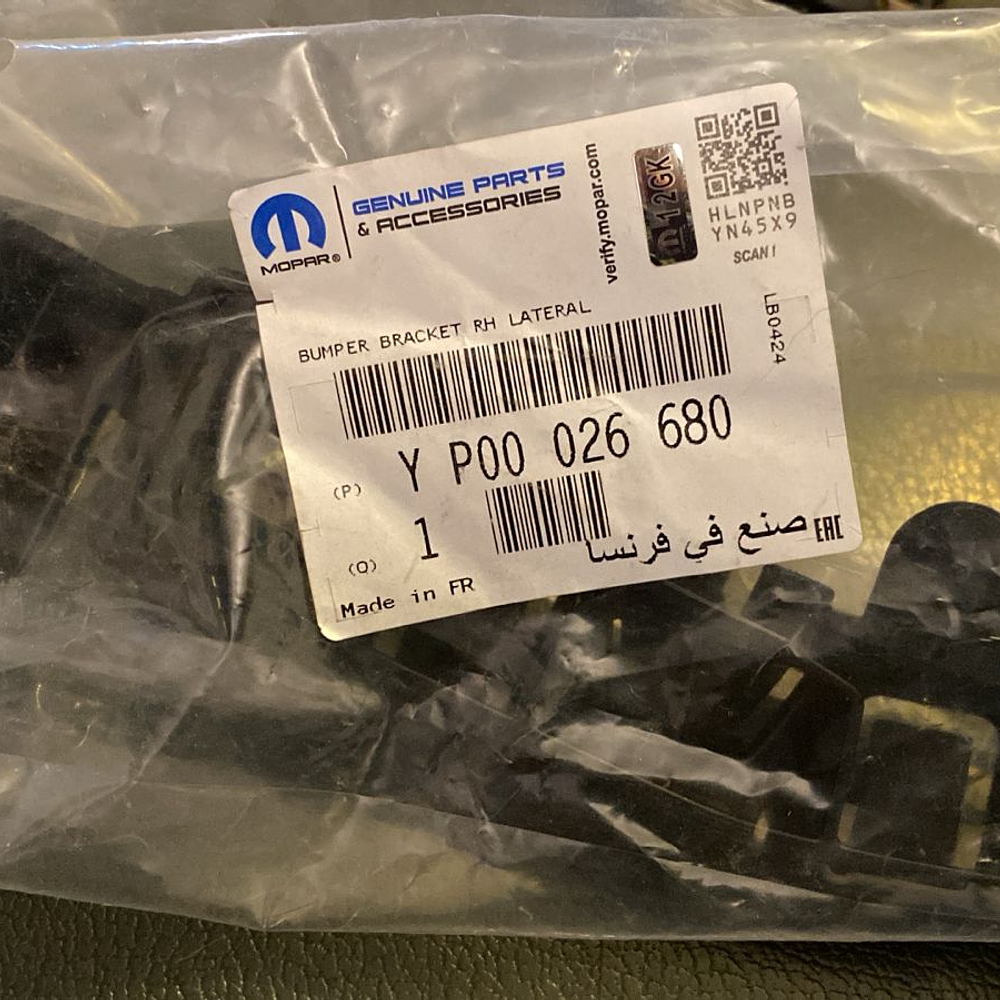 GENUINE PARTS
& ACCESSORIES
MOPAR®
verify.mopar.com
12GK
HLNPNB
YN45X9
SCAN!
LB0424
BUMPER BRACKET RH LATERAL
(P) Y P00 026 680
(Q) 1
صنع في فرنسا EAC
Made in FR